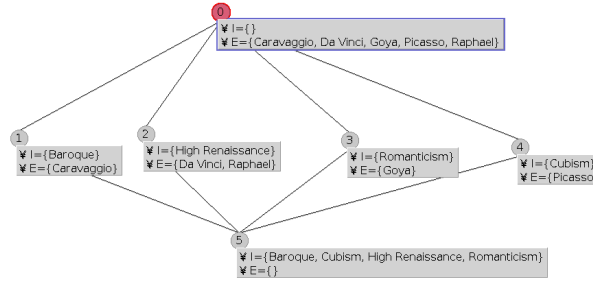 0
¥ I={}
¥ E={Caravaggio, Da Vinci, Goya, Picasso, Raphael}
1
¥ I={Baroque}
¥ E={Caravaggio}
2
¥ I={High Renaissance}
¥ E={Da Vinci, Raphael}
3
¥ I={Romanticism}
¥ E={Goya}
4
¥ I={Cubism}
¥ E={Picasso
5
¥ I={Baroque, Cubism, High Renaissance, Romanticism}
¥ E={}